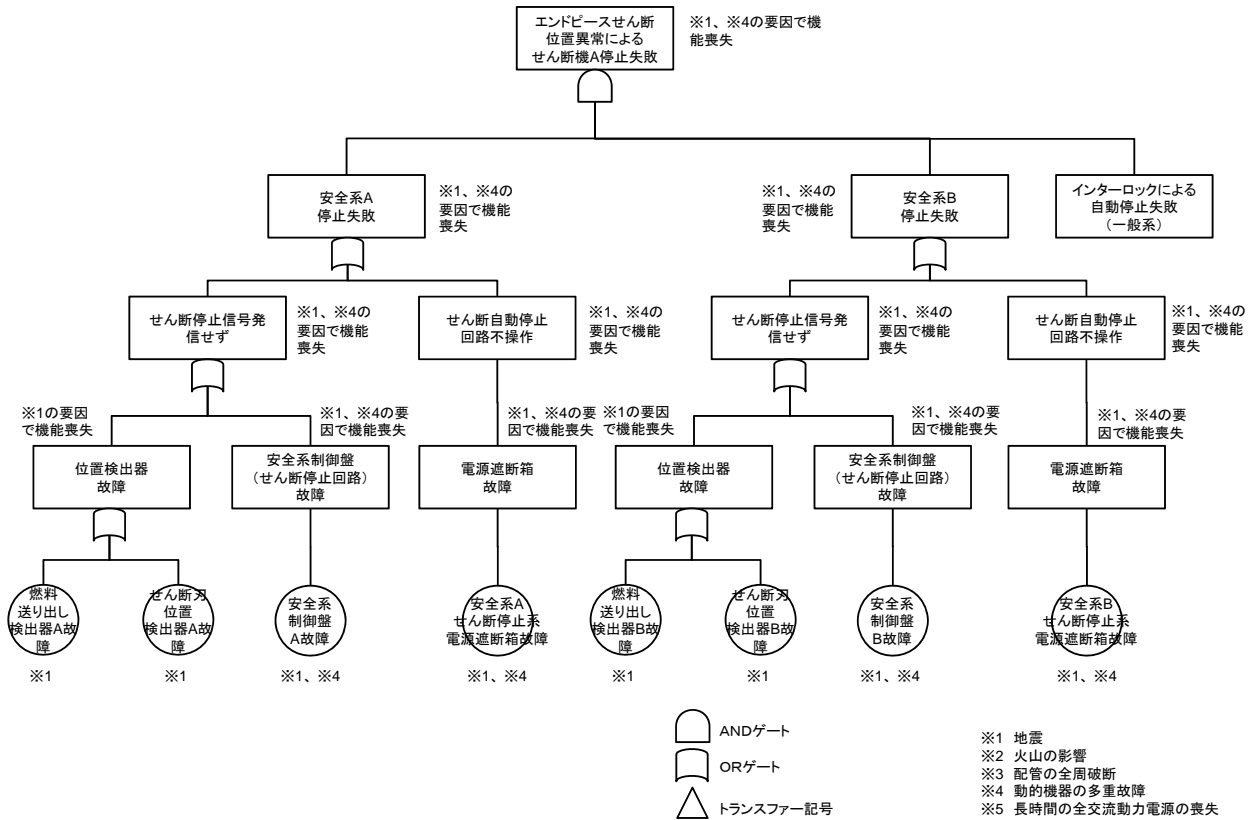 エンドピースせん断
位置異常による
せん断機A停止失敗
※1、※4の要因で機
能喪失
安全系A
停止失敗
※1、※4の
要因で機能
喪失
※1、※4の
要因で機能
喪失
安全系B
停止失敗
インターロックによる
自動停止失敗
（一般系）
せん断停止信号発
信せず
※1、※4の
要因で機能
喪失
せん断自動停止
回路不操作
※1、※4の
要因で機能
喪失
せん断停止信号発
信せず
※1、※4の
要因で機能
喪失
せん断自動停止
回路不操作
※1、※4の
要因で機能
喪失
※1の要因
で機能喪失
※1、※4の要
因で機能喪失
※1、※4の要
因で機能喪失
※1の要因
で機能喪失
※1、※4の要
因で機能喪失
※1、※4の要
因で機能喪失
位置検出器
故障
安全系制御盤
（せん断停止回路）
故障
電源遮断箱
故障
位置検出器
故障
安全系制御盤
（せん断停止回路）
故障
電源遮断箱
故障
燃料
送り出し
検出器A故
障
せん断刃
位置
検出器A故
障
安全系
制御盤
A故障
安全系A
せん断停止系
電源遮断箱故障
燃料
送り出し
検出器B故
障
せん断刃
位置
検出器B故
障
安全系
制御盤
B故障
安全系B
せん断停止系
電源遮断箱故障
※1
※1
※1、※4
※1、※4
※1
※1
※1、※4
※1、※4
ANDゲート
ORゲート
トランスファー記号
※1 地震
※2 火山の影響
※3 配管の全周破断
※4 動的機器の多重故障
※5 長時間の全交流動力電源の喪失